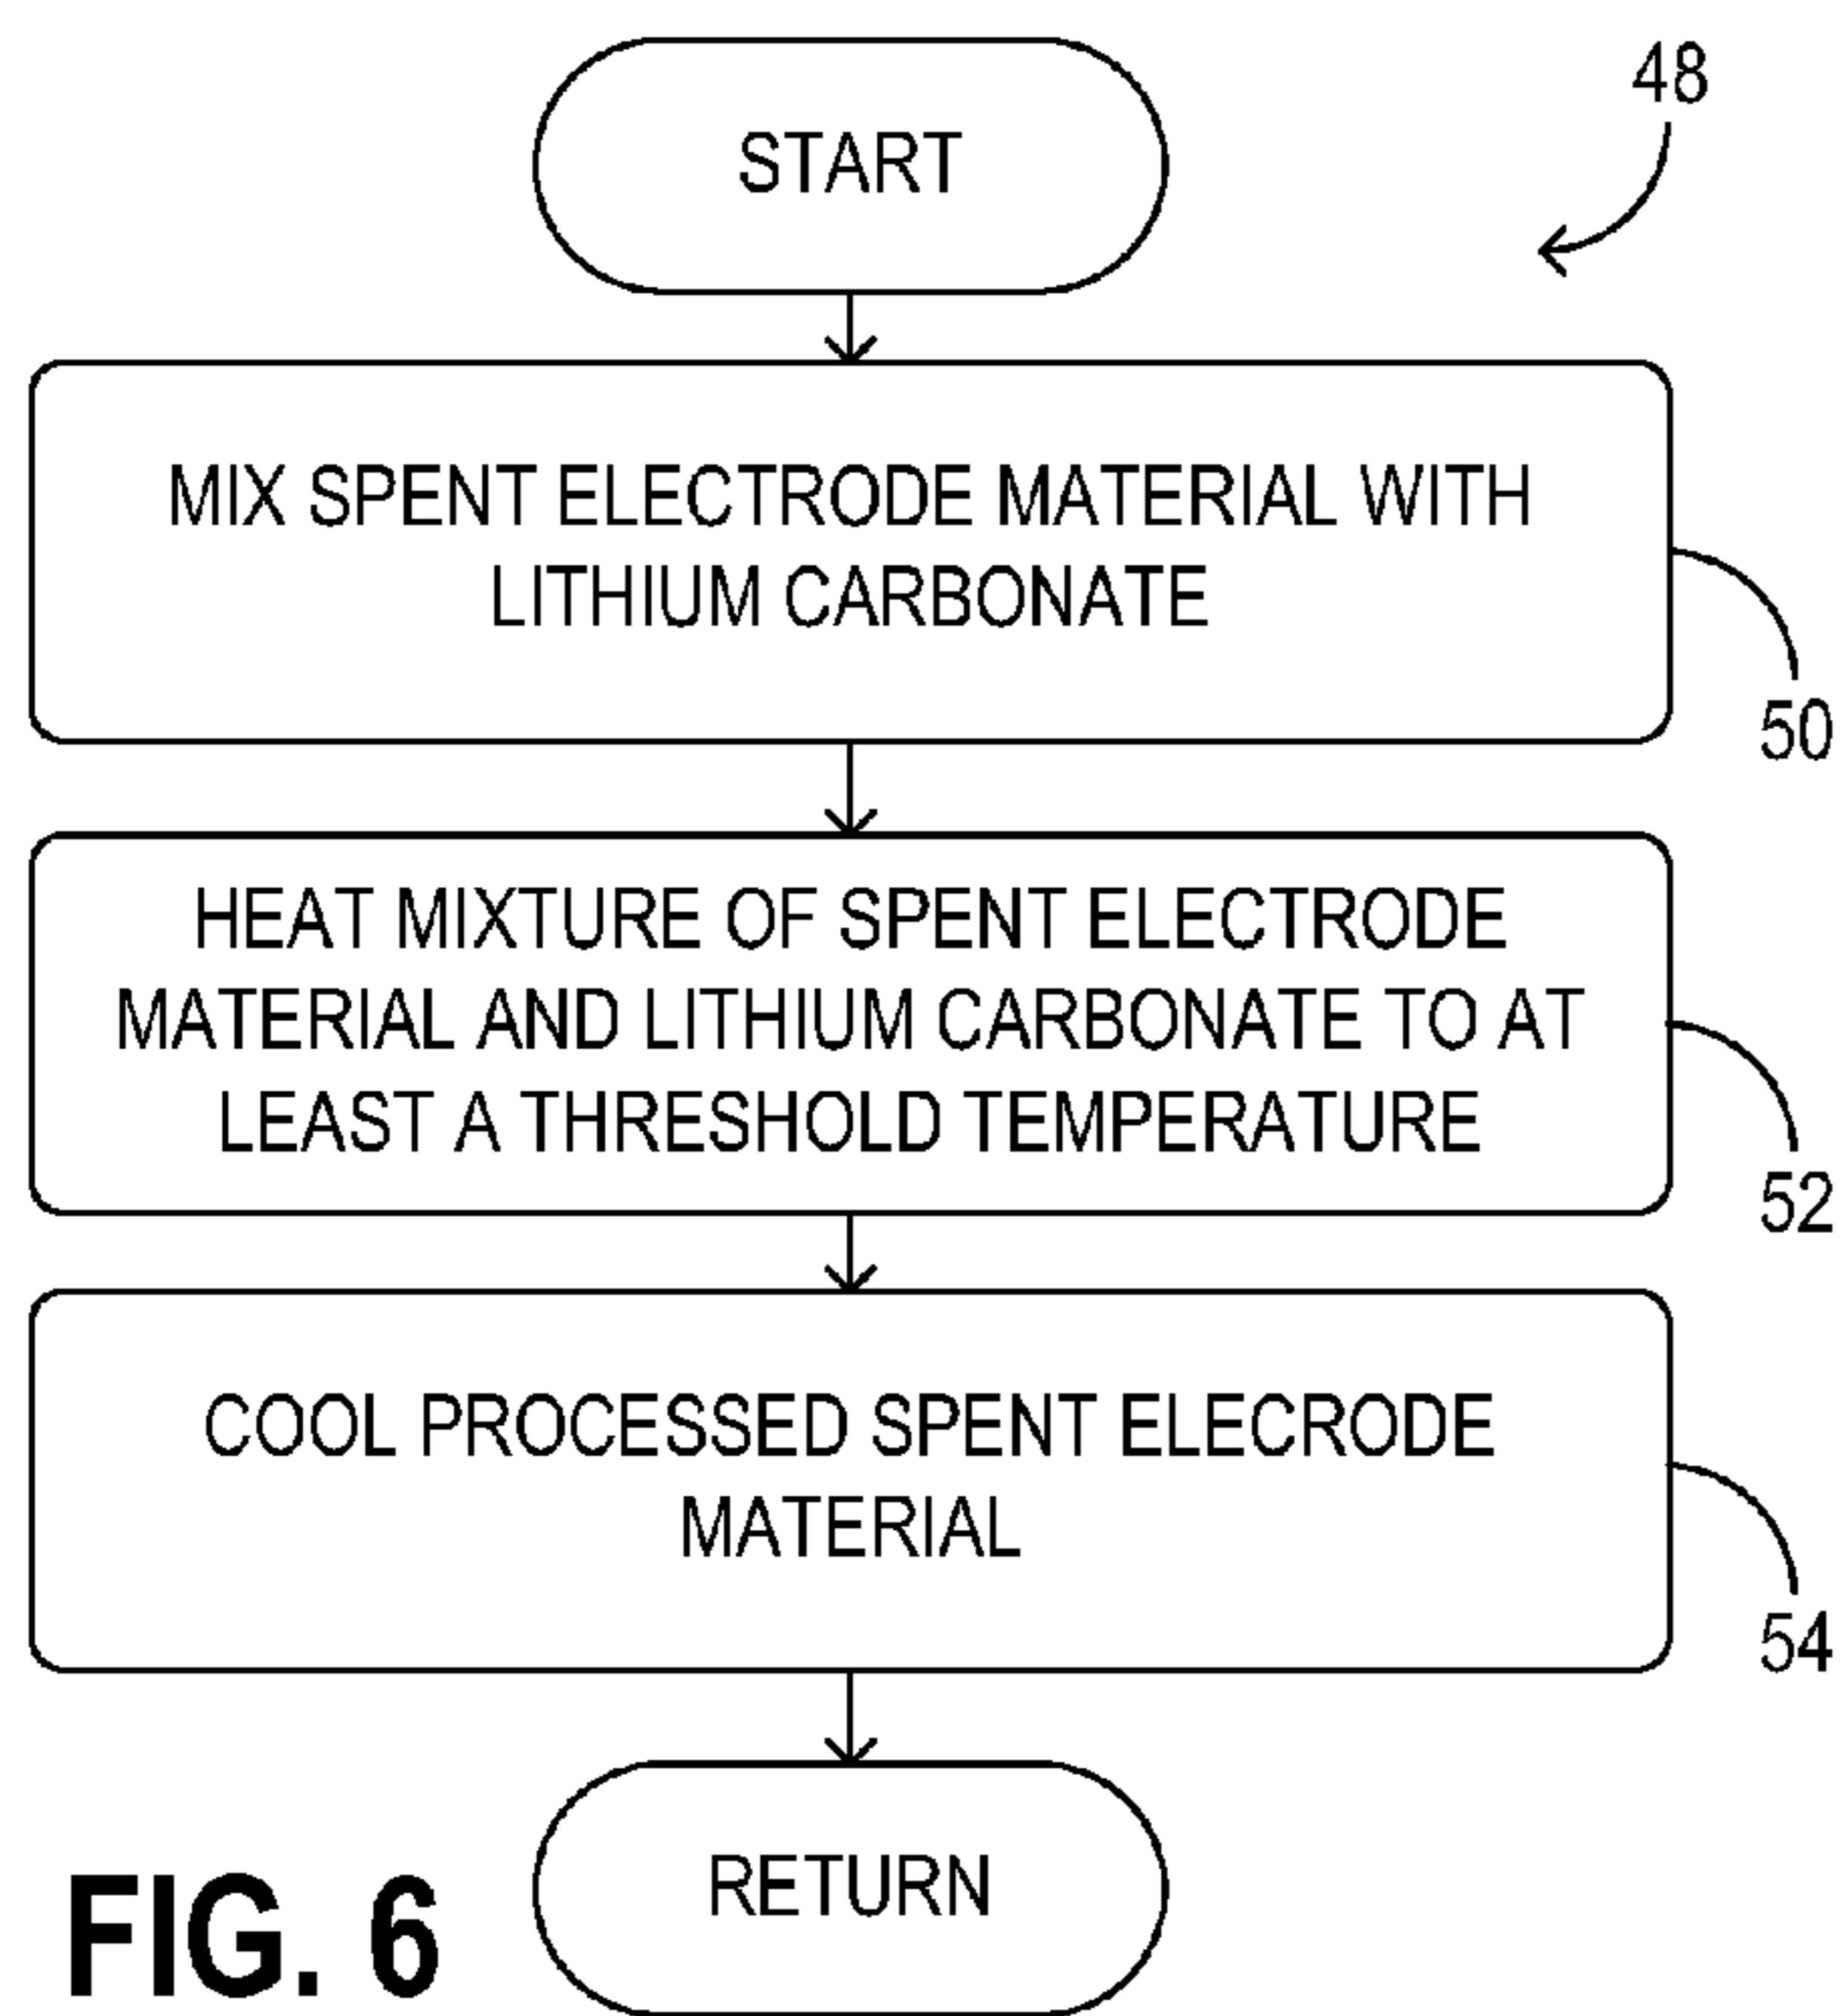 START
48
MIX SPENT ELECTRODE MATERIAL WITH
LITHIUM CARBONATE
50
HEAT MIXTURE OF SPENT ELECTRODE
MATERIAL AND LITHIUM CARBONATE TO AT
LEAST A THRESHOLD TEMPERATURE
52
COOL PROCESSED SPENT ELECRODE
MATERIAL
54
RETURN
FIG. 6